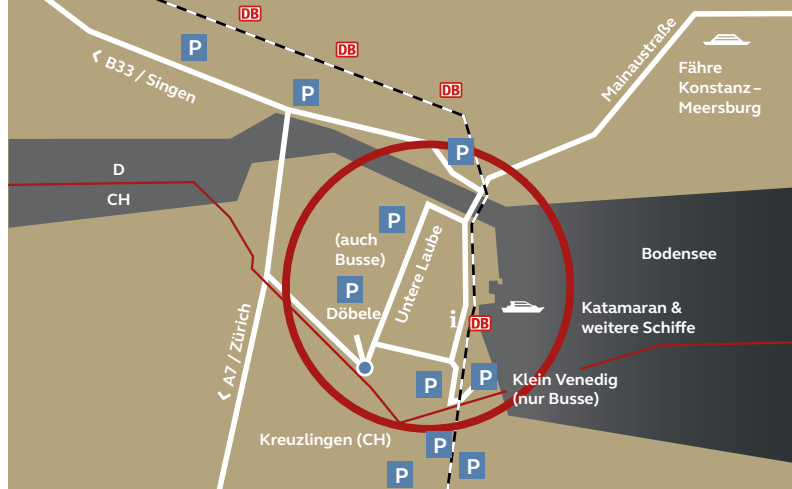 DB
P
DB
Mainaustraße
< B33 / Singen
P
DB
Fähre
Konstanz –
Meersburg
P
D
CH
P
(auch
Busse)
Untere Laube
Bodensee
P
Döbele
i
DB
Katamaran &
weitere Schiffe
< A7 / Zürich
P
P
Klein Venedig
(nur Busse)
Kreuzlingen (CH)
P
P
P